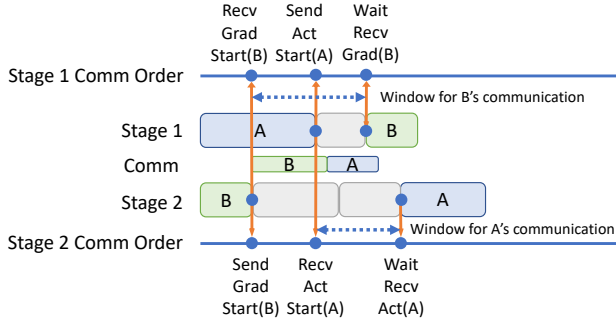 Recv Send Wait
Grad Act Recv
Start(B) Start(A) Grad(B)
Stage 1 Comm Order
Window for B's communication
Stage 1 A B
Comm B A
Stage 2 B A
Window for A's communication
Stage 2 Comm Order
Send Recv Wait
Grad Act Recv
Start(B) Start(A) Act(A)